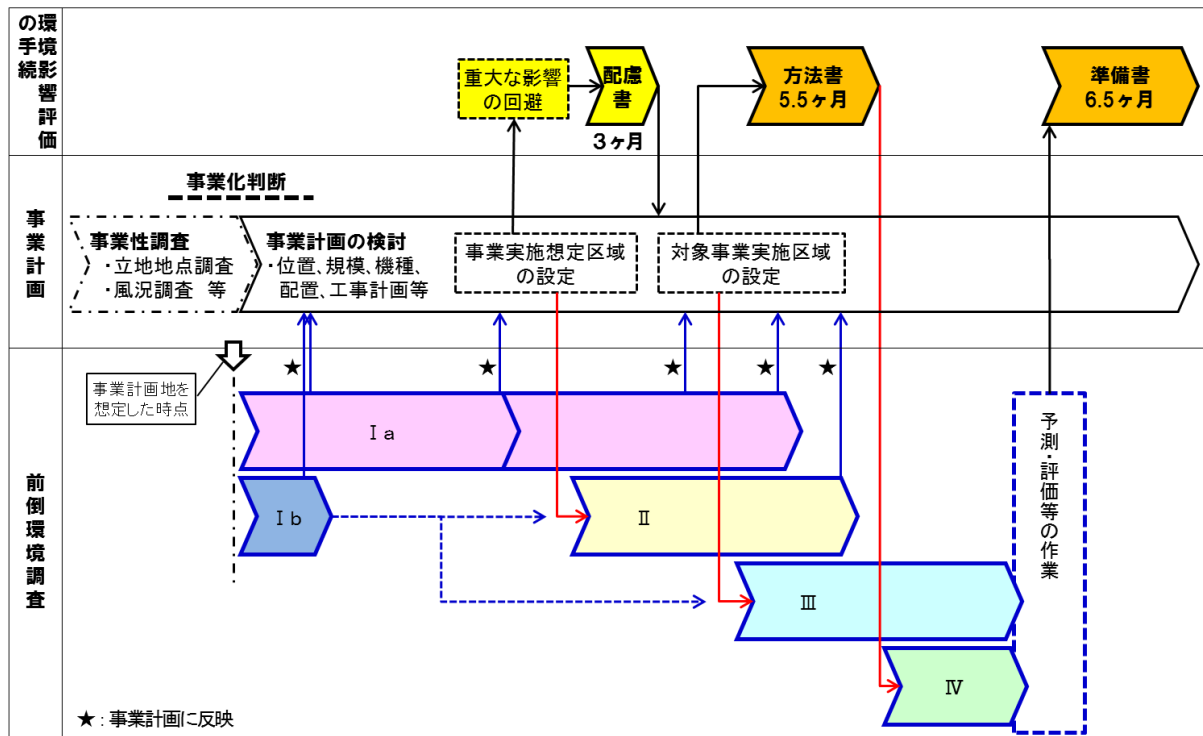 環境影響評価
の手続
重大な影響
の回避
配慮
書
3ヶ月
方法書
5.5ヶ月
準備書
6.5ヶ月
事業計画
事業化判断
事業性調査
・立地地点調査
・風況調査 等
事業計画の検討
・位置、規模、機種、
配置、工事計画等
事業実施想定区域
の設定
対象事業実施区域
の設定
前倒環境調査
事業計画地を
想定した時点
★
★
★
★
★
Ⅰa
Ⅰb
Ⅱ
Ⅲ
Ⅳ
予測・評価等の作業
★：事業計画に反映